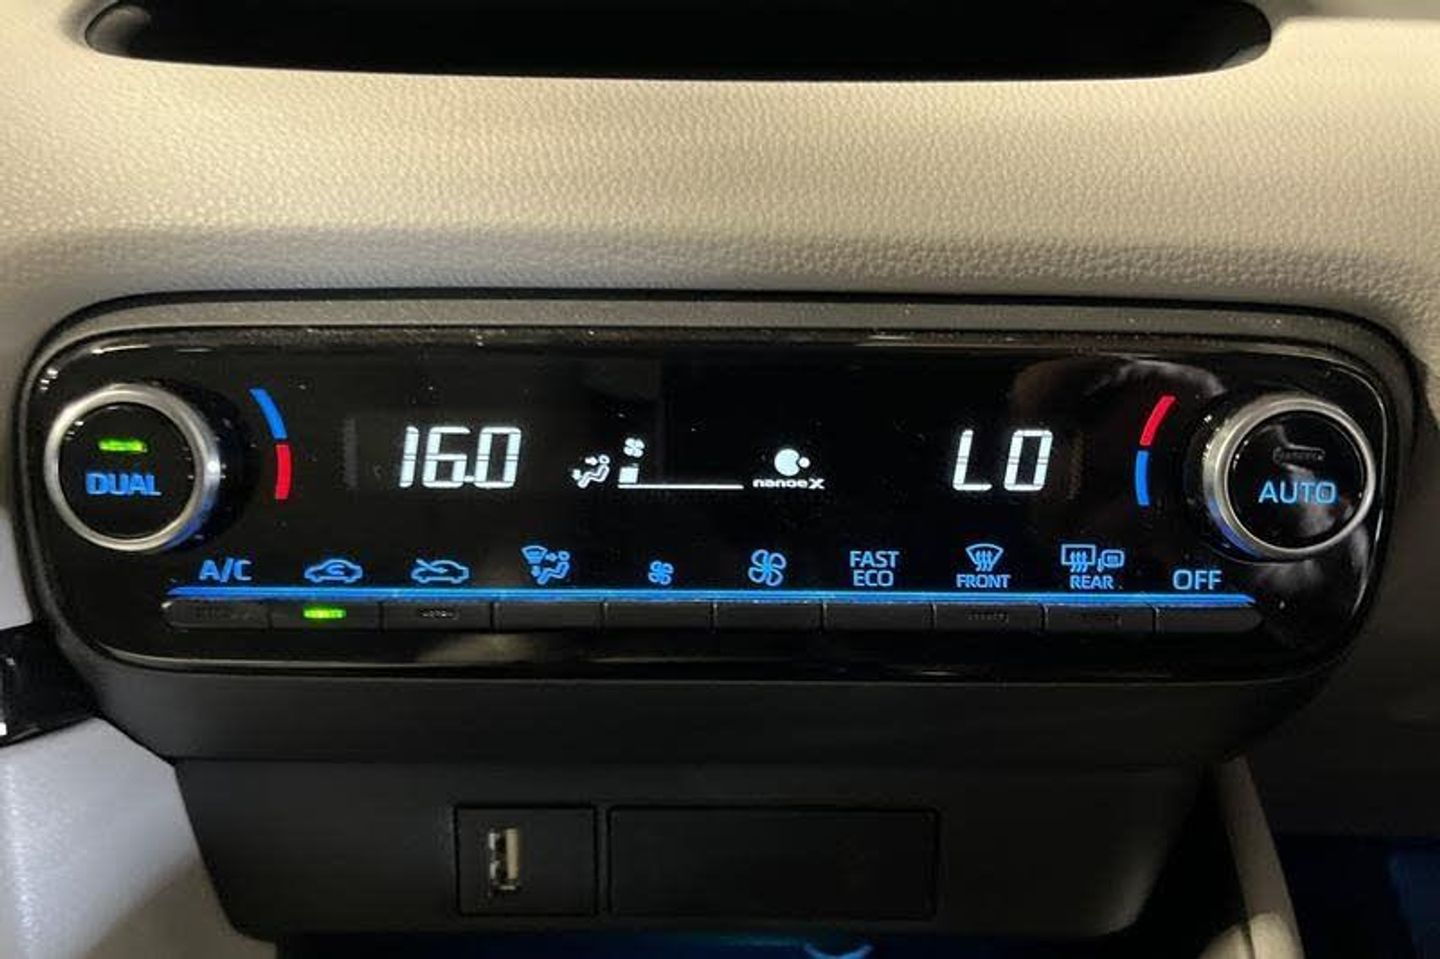 DUAL
16.0
nanoeX
LO
AUTO
A/C
FAST
ECO
FRONT
REAR
OFF